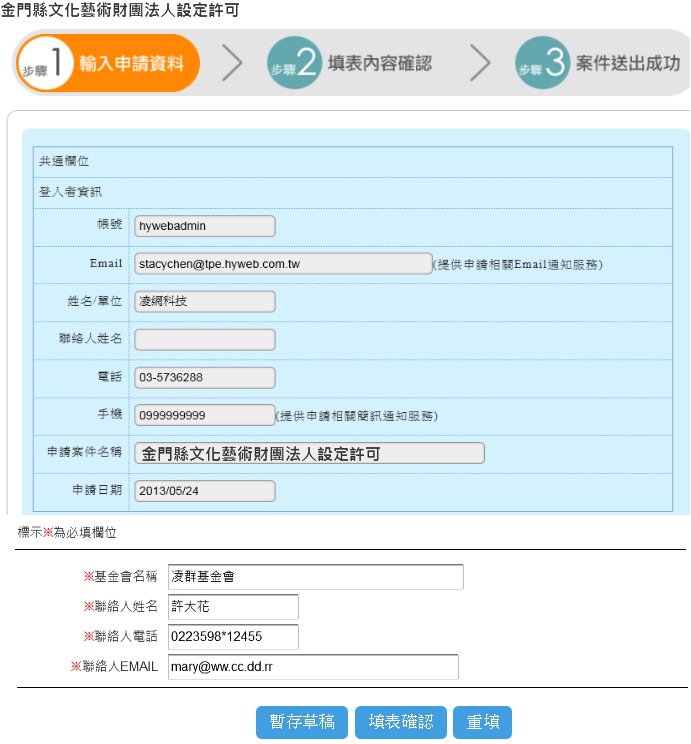 金門縣文化藝術財團法人設定許可
步驟1 輸入申請資料
步驟2 填表內容確認
步驟3 案件送出成功
共通欄位
登入者資訊
帳號 hywebadmin
Email stacychen@tpe.hyweb.com.tw (提供申請相關Email通知服務)
姓名/單位 凌網科技
聯絡人姓名
電話 03-5736288
手機 0999999999 (提供申請相關簡訊通知服務)
申請案件名稱 金門縣文化藝術財團法人設定許可
申請日期 2013/05/24
標示※為必填欄位
※基金會名稱 凌群基金會
※聯絡人姓名 許大花
※聯絡人電話 0223598*12455
※聯絡人EMAIL mary@ww.cc.dd.rr
暫存草稿 填表確認 重填